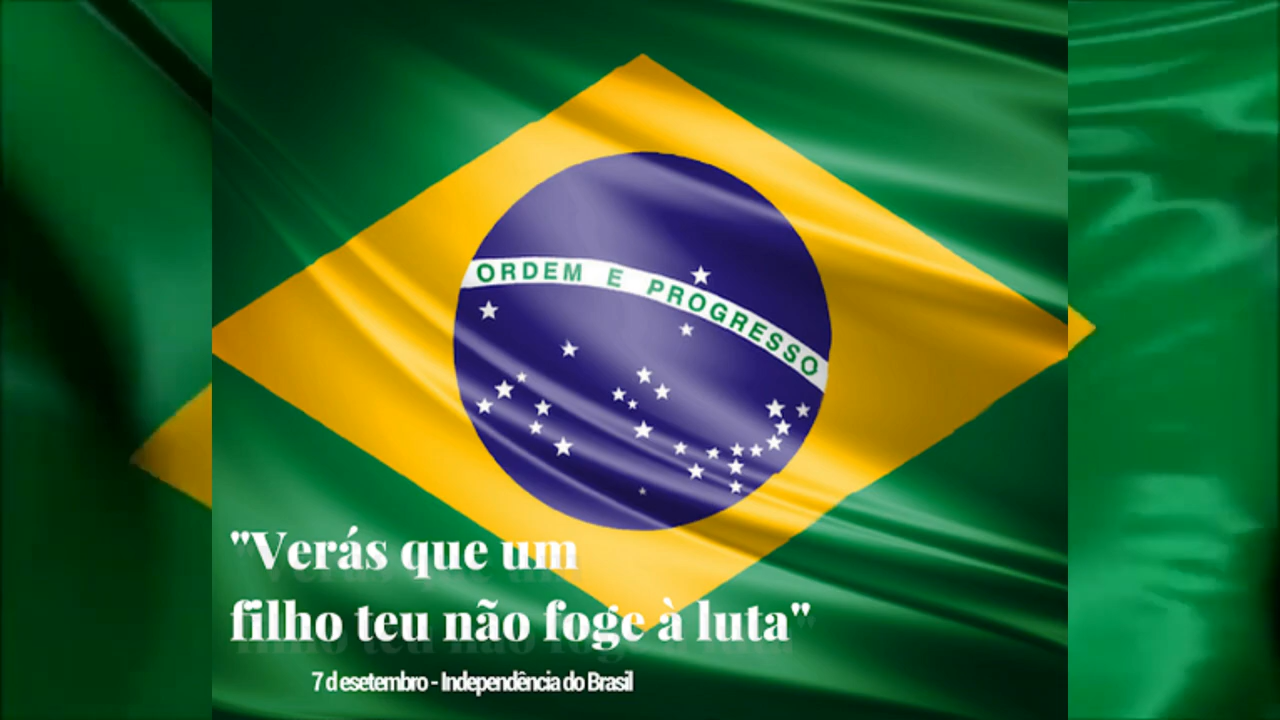 ORDEM E PROGRESSO
"Verás que um
filho teu não foge à luta"
7 d esetembro - Independência do Brasil